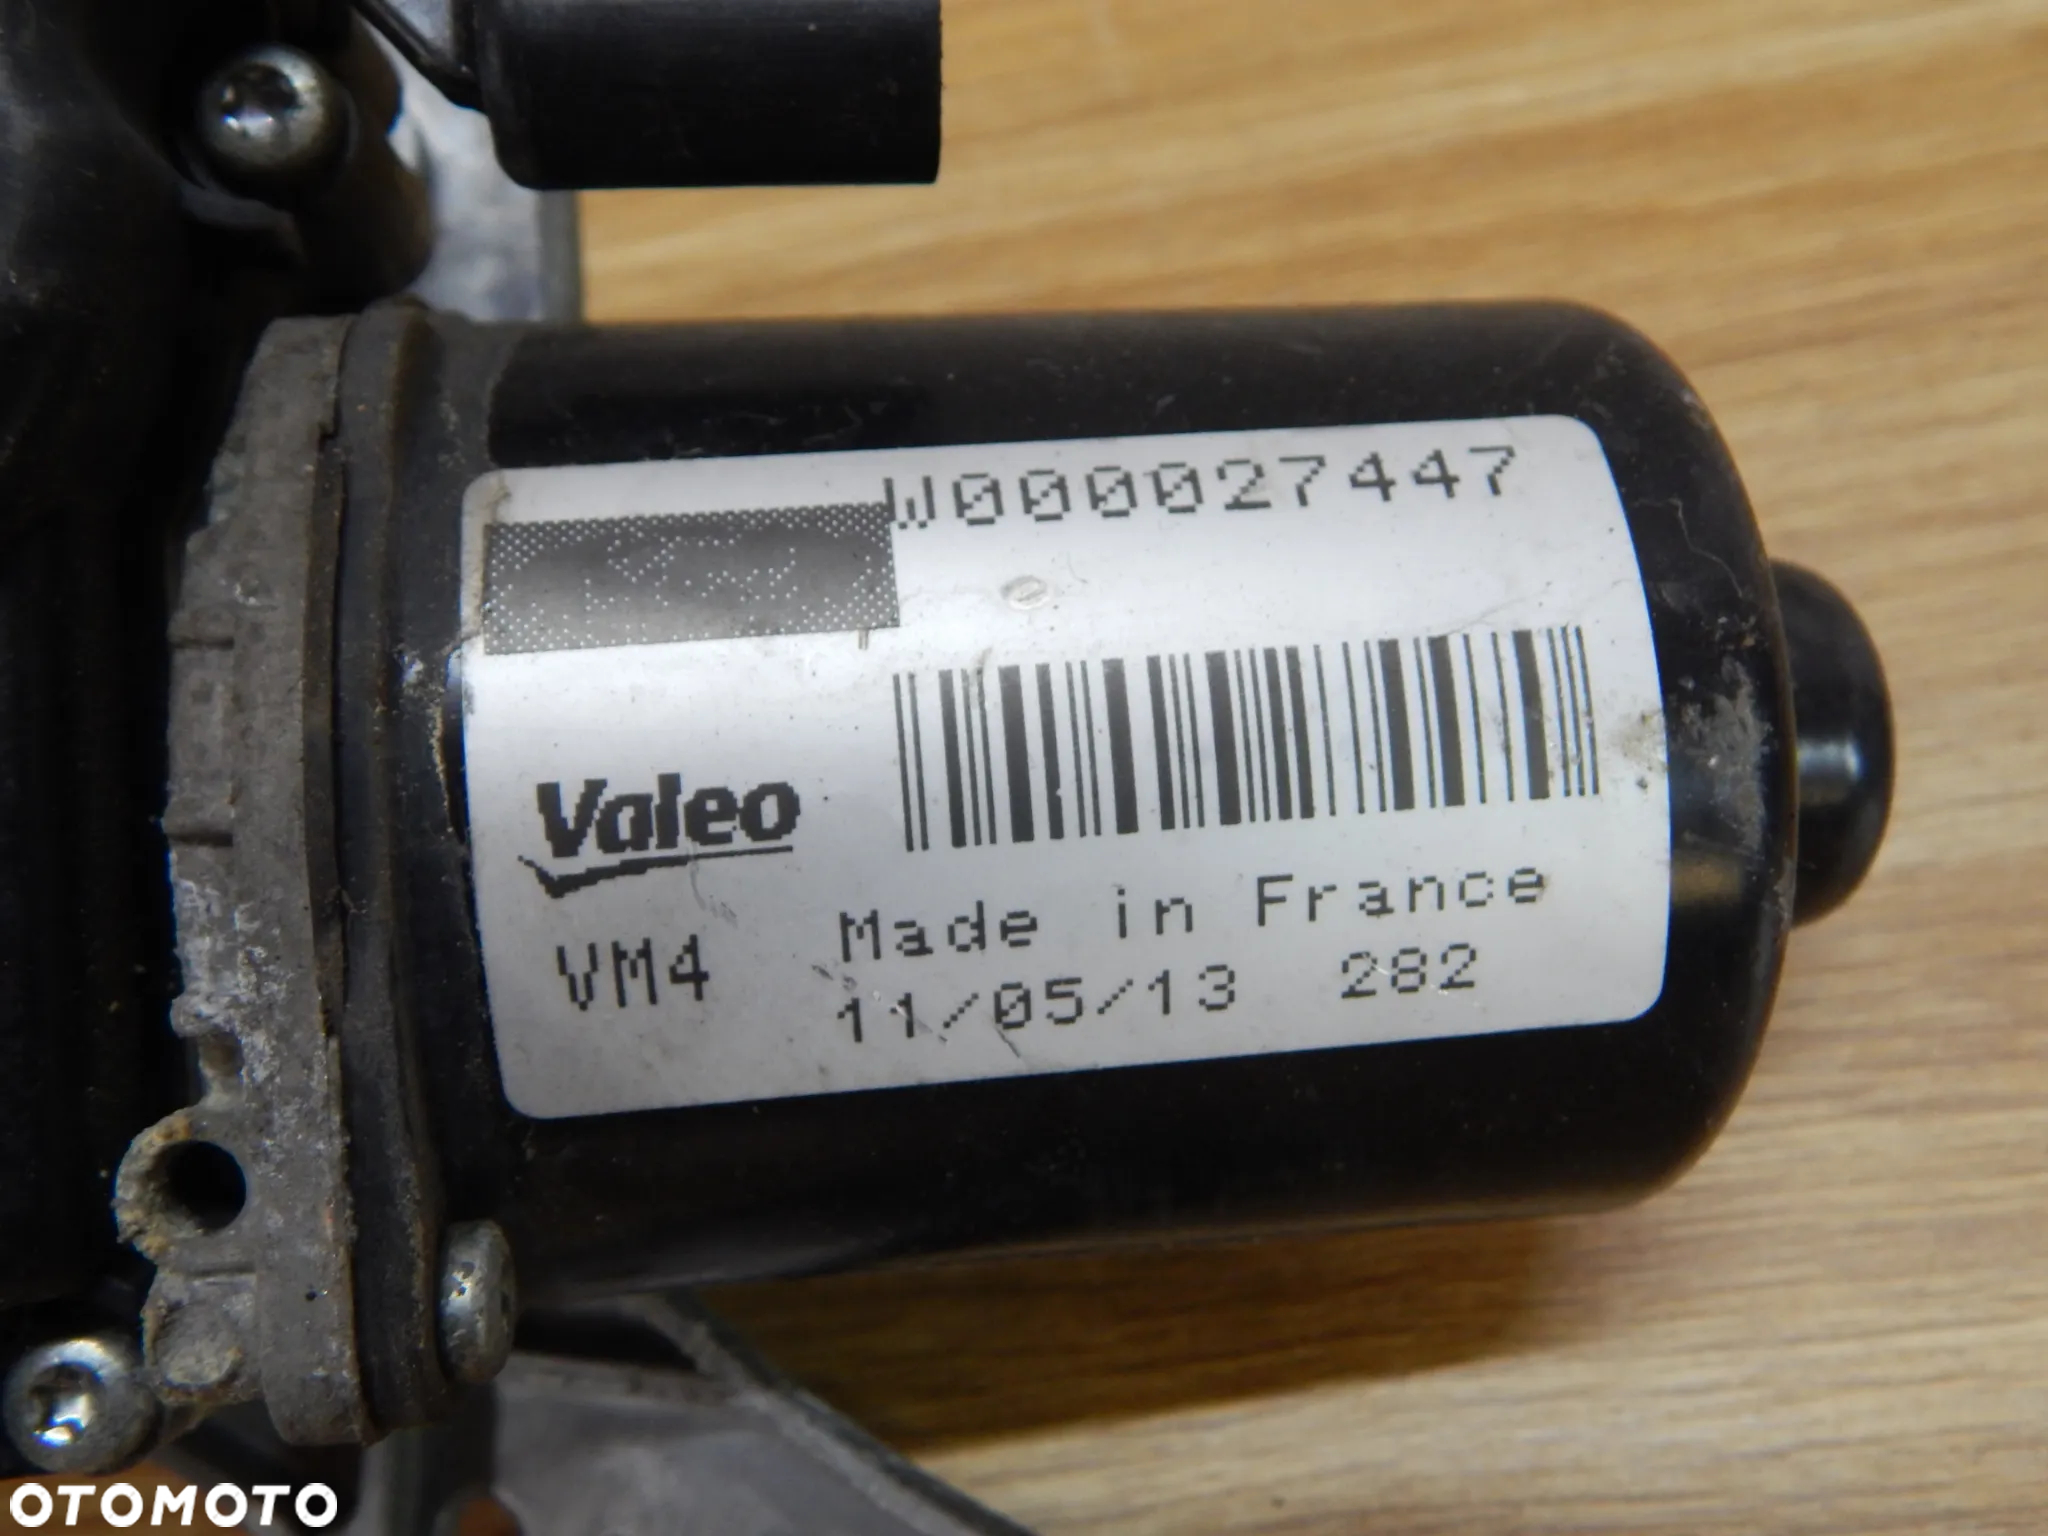 W000027447
Valeo
Made in France
VM4
11/05/13 282
OTOMOTO